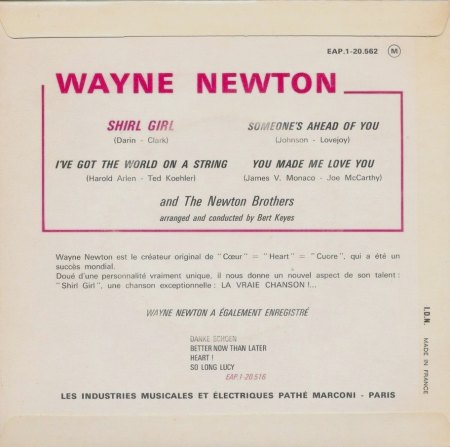 EAP.1-20.562 M
WAYNE NEWTON
SHIRL GIRL
(Darin - Clark)
SOMEONE'S AHEAD OF YOU
(Johnson - Lovejoy)
I'VE GOT THE WORLD ON A STRING
(Harold Arlen - Ted Koehler)
YOU MADE ME LOVE YOU
(James V. Monaco - Joe McCarthy)
and The Newton Brothers
arranged and conducted by Bert Keyes
Wayne Newton est le créateur original de "Cœur" = "Heart" = "Cuore", qui a été un
succès mondial.
Doué d'une personnalité vraiment unique, il nous donne un nouvel aspect de son talent :
"Shirl Girl", une chanson exceptionnelle : LA VRAIE CHANSON !...
WAYNE NEWTON A ÉGALEMENT ENREGISTRÉ
DANKE SCHOEN
BETTER NOW THAN LATER
HEART !
SO LONG LUCY
EAP.1-20.516
I.D.N. MADE IN FRANCE
LES INDUSTRIES MUSICALES ET ÉLECTRIQUES PATHÉ MARCONI - PARIS